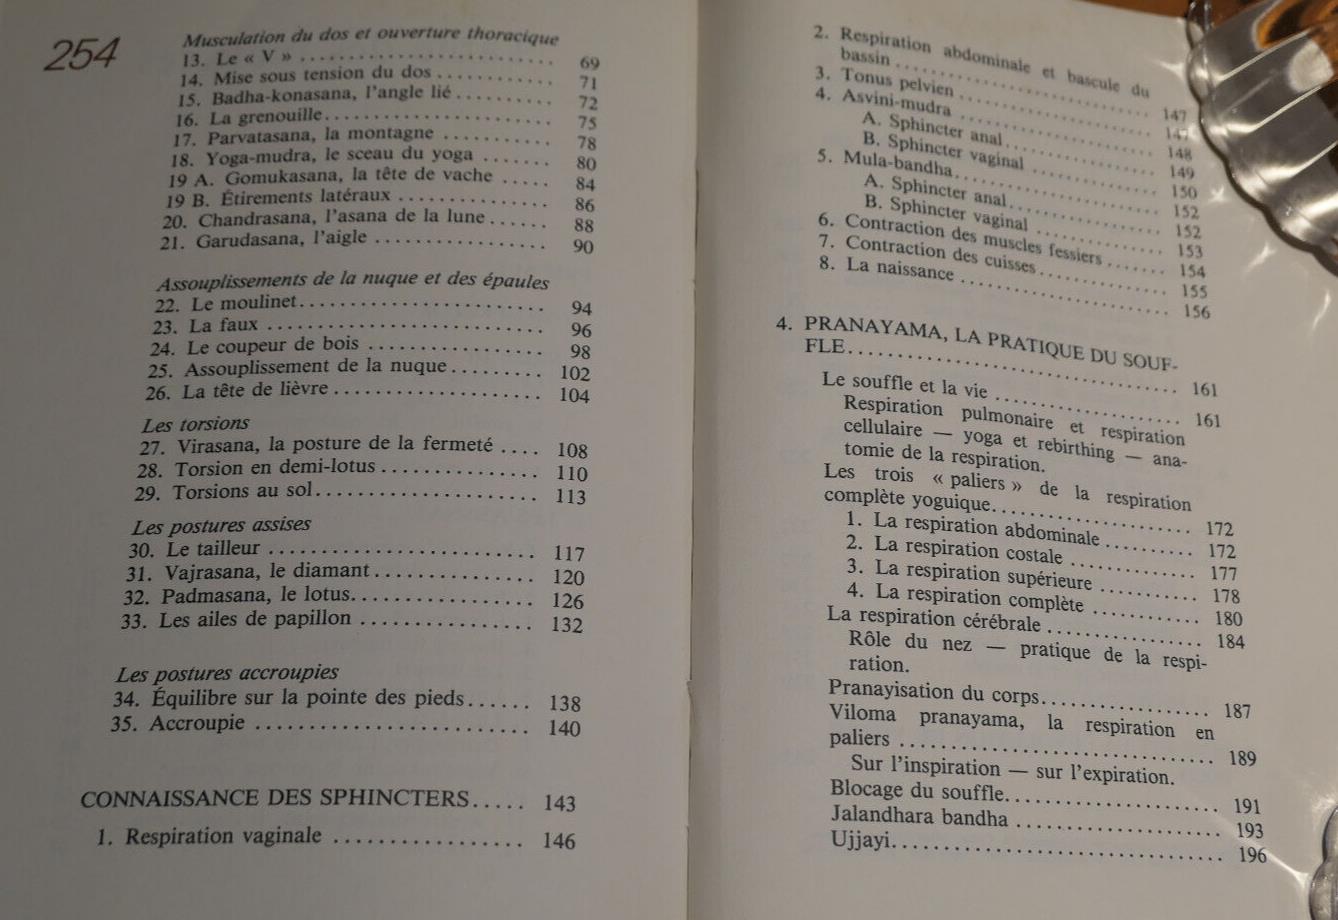 254
Musculation du dos et ouverture thoracique
13. Le « V » .......................... 69
14. Mise sous tension du dos ........... 71
15. Badha-konasana, l'angle lié .......... 72
16. La grenouille....................... 75
17. Parvatasana, la montagne .......... 78
18. Yoga-mudra, le sceau du yoga ....... 80
19 A. Gomukasana, la tête de vache ..... 84
19 B. Étirements latéraux .............. 86
20. Chandrasana, l'asana de la lune...... 88
21. Garudasana, l'aigle ................. 90
Assouplissements de la nuque et des épaules
22. Le moulinet....................... 94
23. La faux .......................... 96
24. Le coupeur de bois ................ 98
25. Assouplissement de la nuque......... 102
26. La tête de lièvre .................... 104
Les torsions
27. Virasana, la posture de la fermeté .... 108
28. Torsion en demi-lotus ............... 110
29. Torsions au sol..................... 113
Les postures assises
30. Le tailleur ......................... 117
31. Vajrasana, le diamant............... 120
32. Padmasana, le lotus................. 126
33. Les ailes de papillon ................ 132
Les postures accroupies
34. Équilibre sur la pointe des pieds...... 138
35. Accroupie .......................... 140
CONNAISSANCE DES SPHINCTERS..... 143
1. Respiration vaginale ................. 146
2. Respiration abdominale et bascule du
bassin ......................... 147
3. Tonus pelvien ................... 147
4. Asvini-mudra .................... 148
A. Sphincter anal................ 149
B. Sphincter vaginal ............. 150
5. Mula-bandha..................... 152
A. Sphincter anal................ 152
B. Sphincter vaginal ............. 153
6. Contraction des muscles fessiers ....... 154
7. Contraction des cuisses.............. 155
8. La naissance ..................... 156
4. PRANAYAMA, LA PRATIQUE DU SOUF-
FLE............................ 161
Le souffle et la vie .................. 161
Respiration pulmonaire et respiration
cellulaire — yoga et rebirthing — ana-
tomie de la respiration.
Les trois « paliers » de la respiration
complète yoguique................... 172
1. La respiration abdominale .......... 172
2. La respiration costale ............. 177
3. La respiration supérieure ........... 178
4. La respiration complète ........... 180
La respiration cérébrale ............... 184
Rôle du nez — pratique de la respi-
ration.
Pranayisation du corps................ 187
Viloma pranayama, la respiration en
paliers ............................ 189
Sur l'inspiration — sur l'expiration.
Blocage du souffle.................... 191
Jalandhara bandha ................... 193
Ujjayi............................... 196